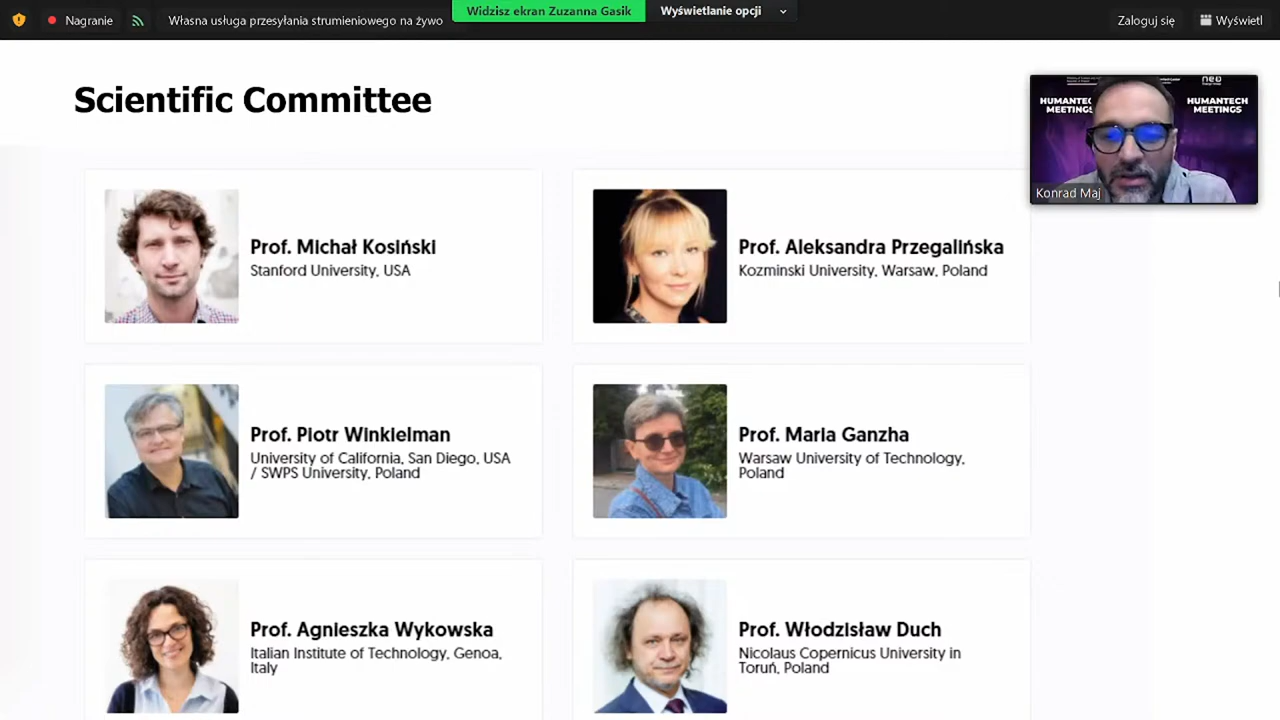 Nagranie
Własna usługa przesyłania strumieniowego na żywo
Widzisz ekran Zuzanna Gasik
Wyświetlanie opcji
Zaloguj się
Wyświetl
Scientific Committee
neo
HUMANTECH
MEETINGS
HUMANTECH
MEETINGS
Konrad Maj
Prof. Michał Kosiński
Stanford University, USA
Prof. Aleksandra Przegalińska
Kozminski University, Warsaw, Poland
Prof. Piotr Winkielman
University of California, San Diego, USA
/ SWPS University, Poland
Prof. Maria Ganzha
Warsaw University of Technology,
Poland
Prof. Agnieszka Wykowska
Italian Institute of Technology, Genoa,
Italy
Prof. Włodzisław Duch
Nicolaus Copernicus University in
Toruń, Poland